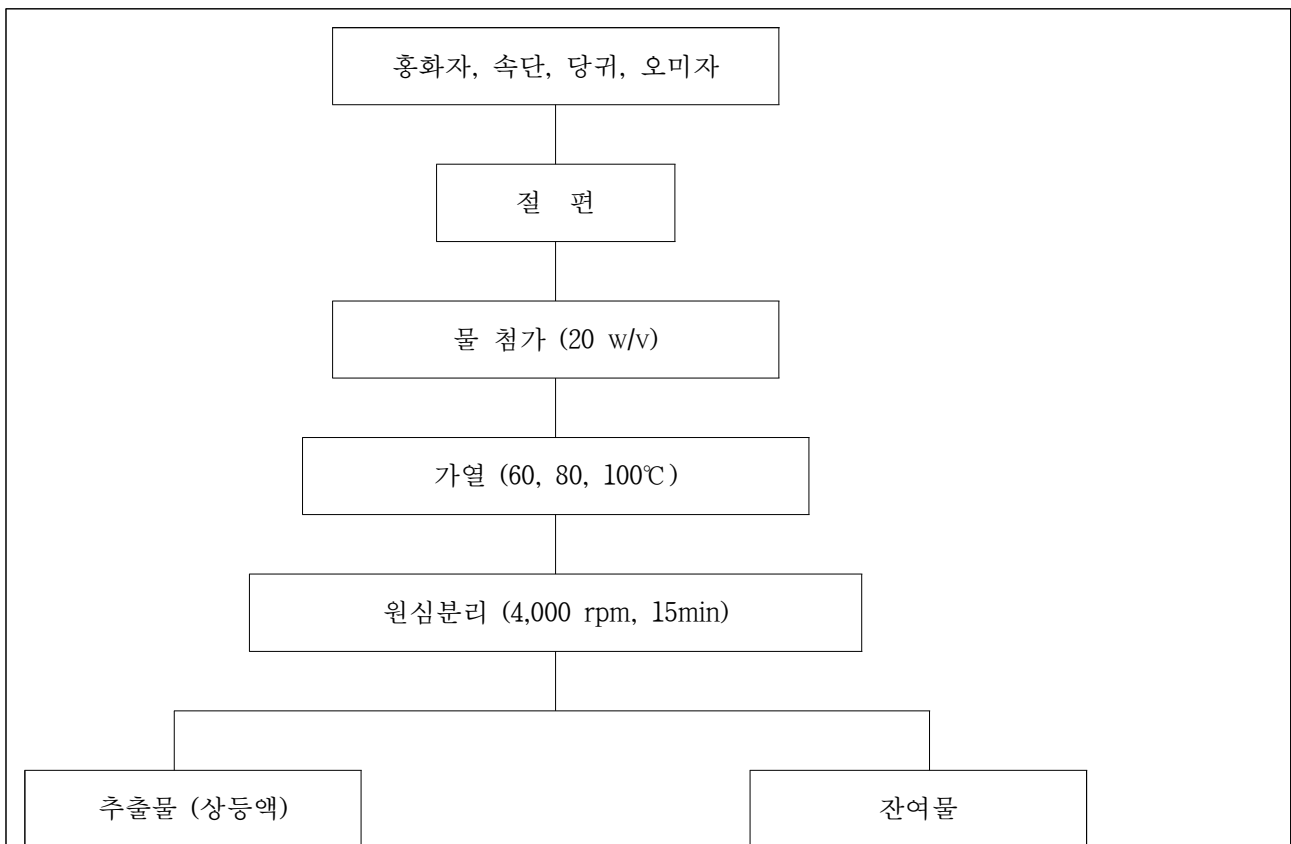 홍화자, 속단, 당귀, 오미자
절 편
물 첨가 (20 w/v)
가열 (60, 80, 100℃)
원심분리 (4,000 rpm, 15min)
추출물 (상등액)
잔여물